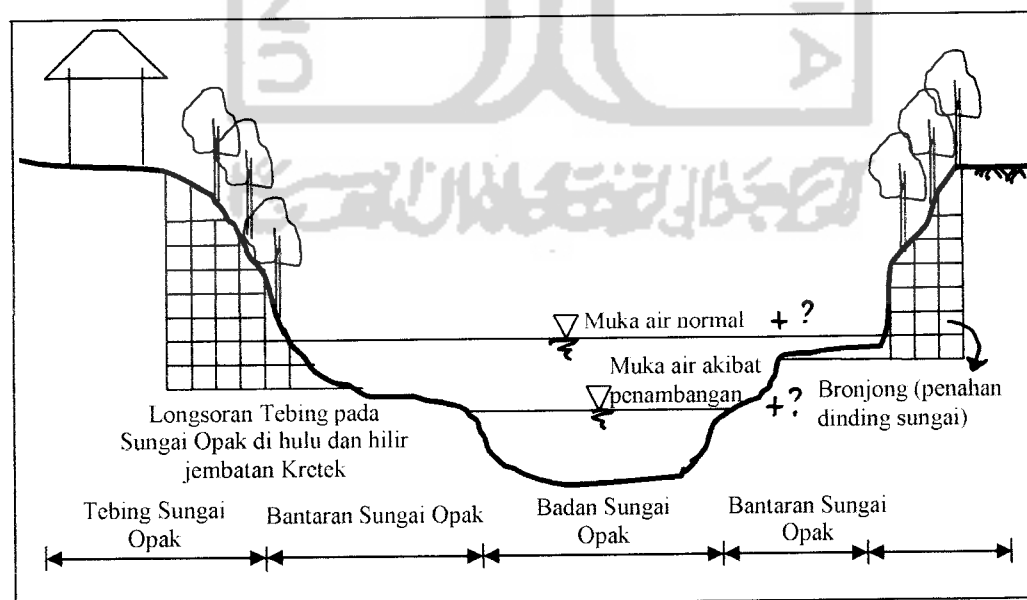 Muka air normal + ?
Muka air akibat
penambangan +?
Bronjong (penahan
dinding sungai)
Longsoran Tebing pada
Sungai Opak di hulu dan hilir
jembatan Kretek
Tebing Sungai
Opak
Bantaran Sungai Opak
Badan Sungai
Opak
Bantaran Sungai
Opak